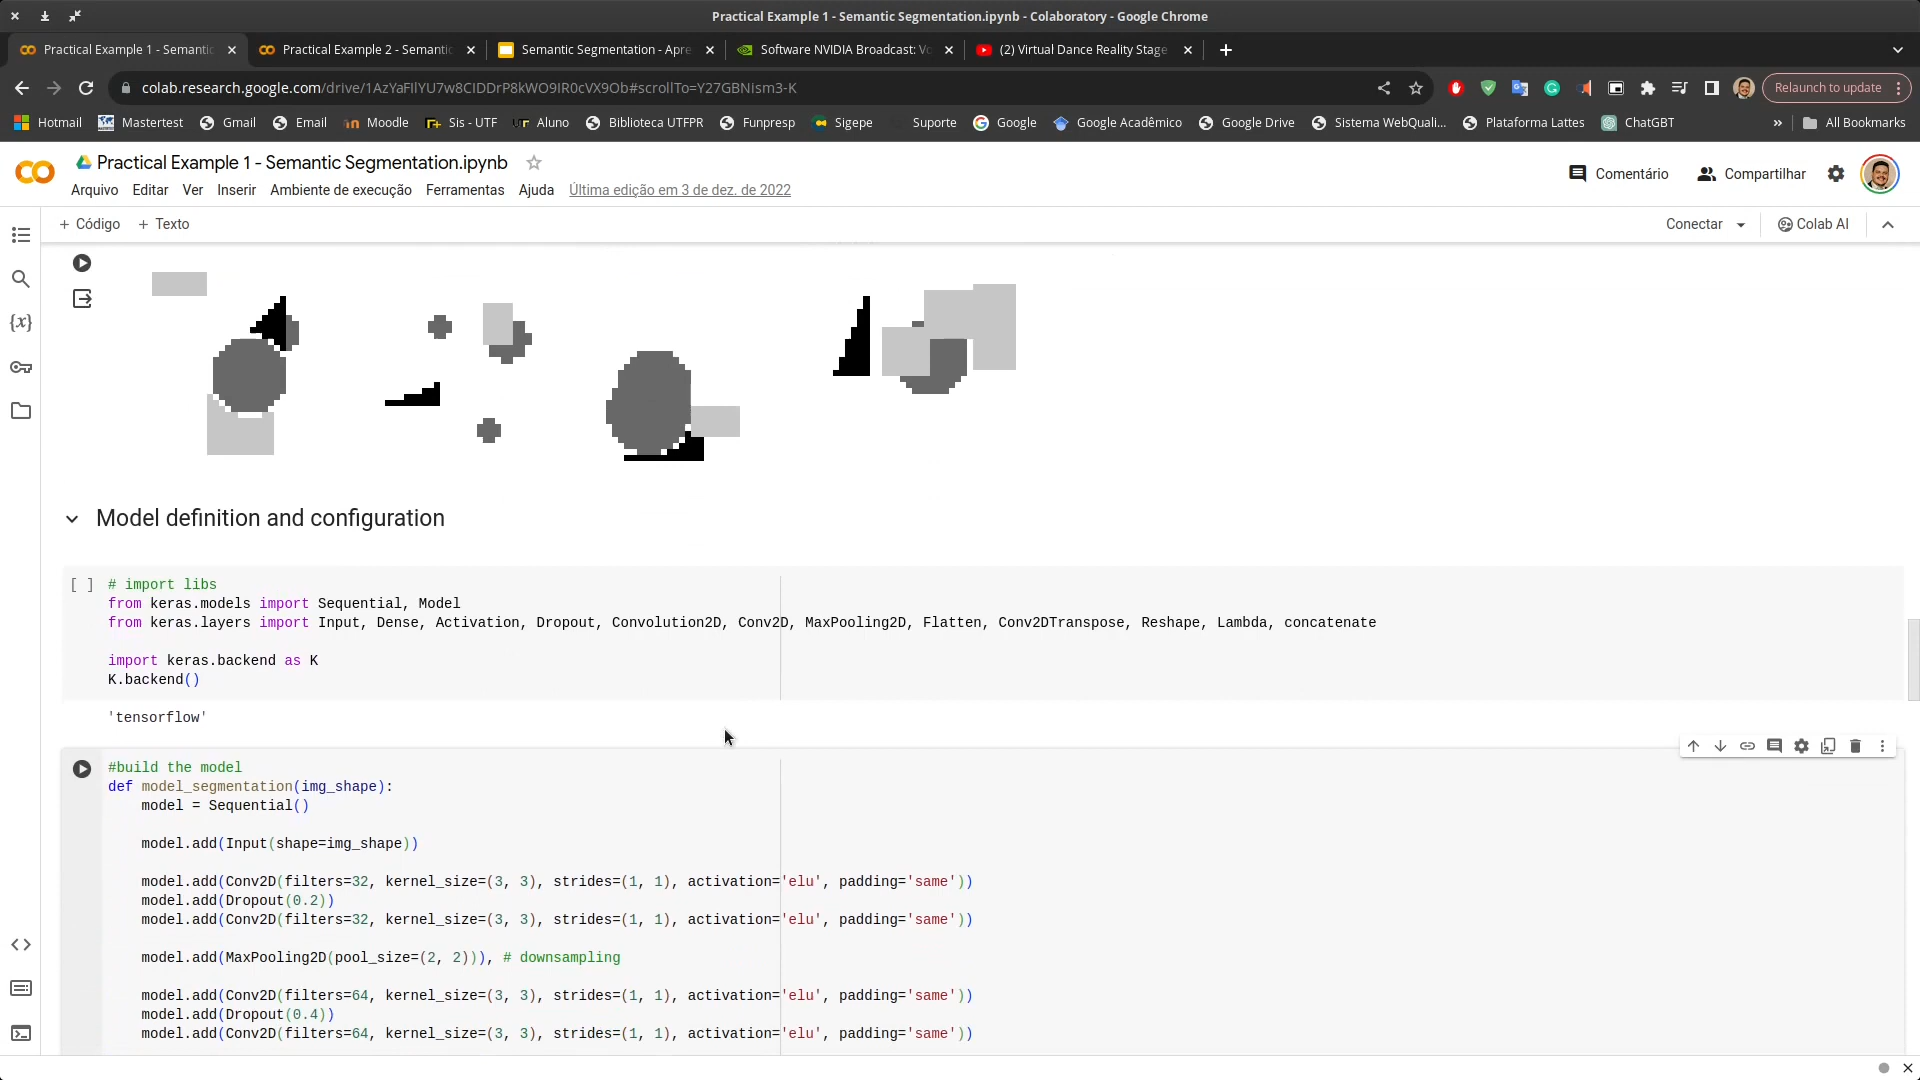 Practical Example 1 - Semantic Segmentation.ipynb - Colaboratory - Google Chrome
Practical Example 1 - Semantic
Practical Example 2 - Semantic
Semantic Segmentation - Apre
Software NVIDIA Broadcast: Vo
(2) Virtual Dance Reality Stage
colab.research.google.com/drive/1AzYaFIlYU7w8CIDDrP8kWO9IR0cVX9Ob#scrollTo=Y27GBNism3-K
Relaunch to update
Hotmail
Mastertest
Gmail
Email
Moodle
Sis - UTF
Aluno
Biblioteca UTFPR
Funpresp
Sigepe
Suporte
Google
Google Acadêmico
Google Drive
Sistema WebQuali...
Plataforma Lattes
ChatGBT
All Bookmarks
Practical Example 1 - Semantic Segmentation.ipynb
Comentário
Compartilhar
Arquivo Editar Ver Inserir Ambiente de execução Ferramentas Ajuda Última edição em 3 de dez. de 2022
+ Código + Texto
Conectar
Colab AI
{x}
Model definition and configuration
[ ] # import libs
from keras.models import Sequential, Model
from keras.layers import Input, Dense, Activation, Dropout, Convolution2D, Conv2D, MaxPooling2D, Flatten, Conv2DTranspose, Reshape, Lambda, concatenate
import keras.backend as K
K.backend()
'tensorflow'
#build the model
def model_segmentation(img_shape):
model = Sequential()
model.add(Input(shape=img_shape))
model.add(Conv2D(filters=32, kernel_size=(3, 3), strides=(1, 1), activation='elu', padding='same'))
model.add(Dropout(0.2))
model.add(Conv2D(filters=32, kernel_size=(3, 3), strides=(1, 1), activation='elu', padding='same'))
model.add(MaxPooling2D(pool_size=(2, 2))), # downsampling
model.add(Conv2D(filters=64, kernel_size=(3, 3), strides=(1, 1), activation='elu', padding='same'))
model.add(Dropout(0.4))
model.add(Conv2D(filters=64, kernel_size=(3, 3), strides=(1, 1), activation='elu', padding='same'))